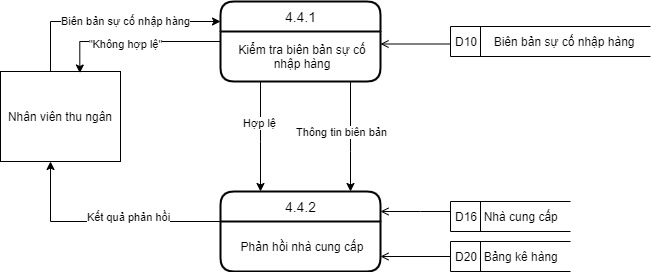 Biên bản sự cố nhập hàng
4.4.1
"Không hợp lệ"
Kiểm tra biên bản sự cố
nhập hàng
D10 Biên bản sự cố nhập hàng
Nhân viên thu ngân
Hợp lệ
Thông tin biên bản
4.4.2
Kết quả phản hồi
Phản hồi nhà cung cấp
D16 Nhà cung cấp
D20 Bảng kê hàng